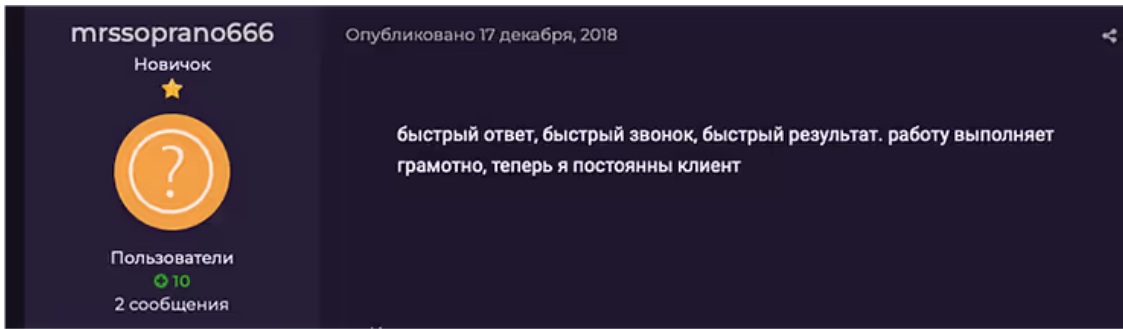 mrssoprano666
Опубликовано 17 декабря, 2018
Новичок
быстрый ответ, быстрый звонок, быстрый результат. работу выполняет
грамотно, теперь я постоянны клиент
?
Пользователи
10
2 сообщения